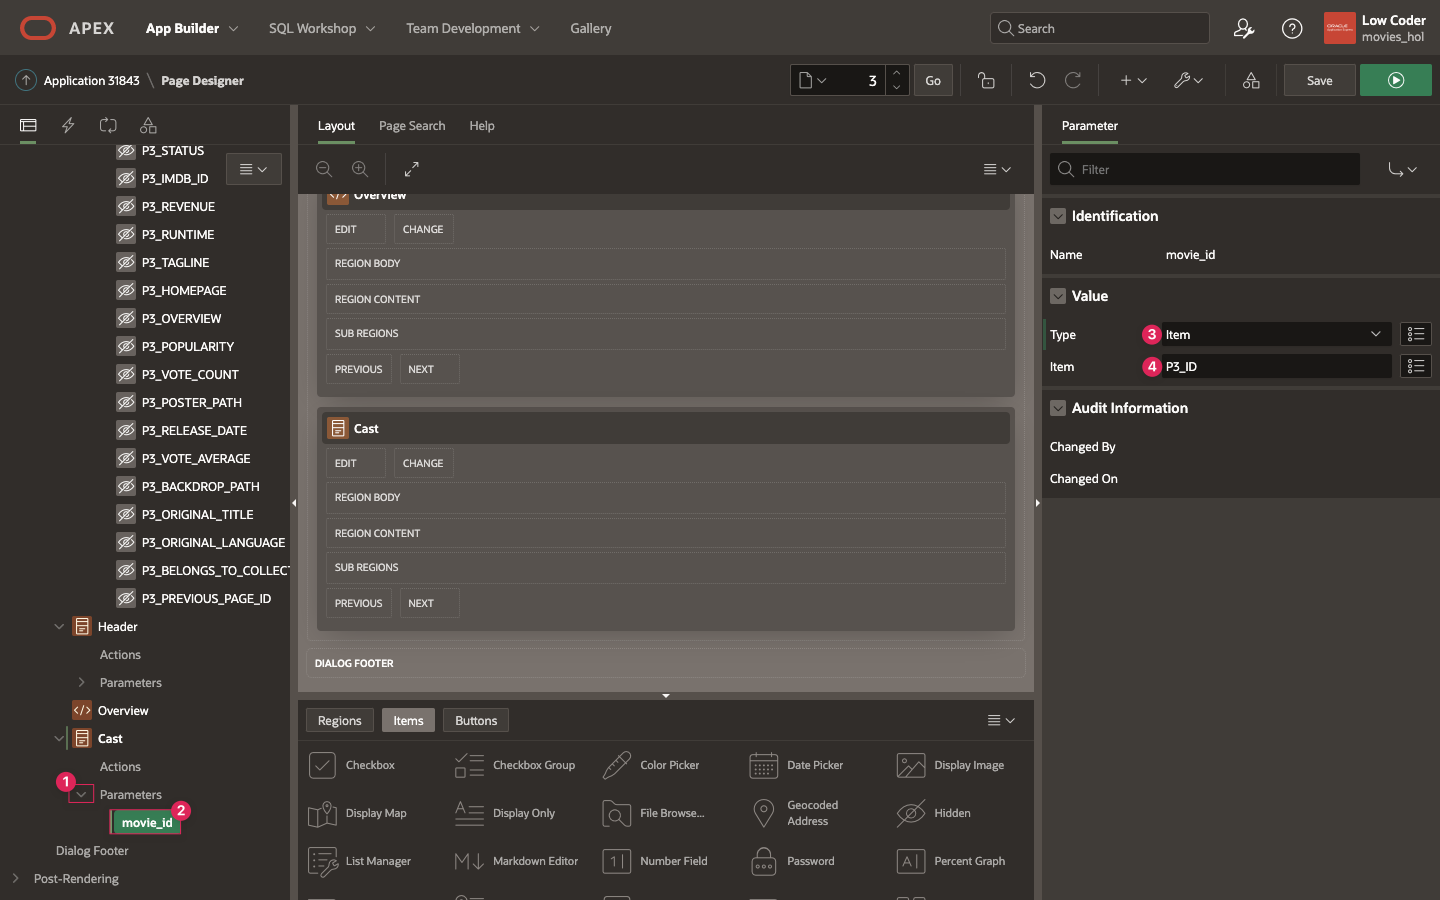 APEX App Builder SQL Workshop Team Development Gallery Search Low Coder
movies_hol
Application 31843 \ Page Designer 3 Go Save
Layout Page Search Help
Parameter
Filter
P3_STATUS
P3_IMDB_ID
P3_REVENUE
P3_RUNTIME
P3_TAGLINE
P3_HOMEPAGE
P3_OVERVIEW
P3_POPULARITY
P3_VOTE_COUNT
P3_POSTER_PATH
P3_RELEASE_DATE
P3_VOTE_AVERAGE
P3_BACKDROP_PATH
P3_ORIGINAL_TITLE
P3_ORIGINAL_LANGUAGE
P3_BELONGS_TO_COLLECT
P3_PREVIOUS_PAGE_ID
Header
Actions
Parameters
Overview
Cast
Actions
1
Parameters
2
movie_id
Dialog Footer
Post-Rendering
Overview
EDIT CHANGE
REGION BODY
REGION CONTENT
SUB REGIONS
PREVIOUS NEXT
Cast
EDIT CHANGE
REGION BODY
REGION CONTENT
SUB REGIONS
PREVIOUS NEXT
DIALOG FOOTER
Regions Items Buttons
Checkbox Checkbox Group Color Picker Date Picker Display Image
Display Map Display Only File Browse... Geocoded
Address Hidden
List Manager Markdown Editor Number Field Password Percent Graph
Identification
Name movie_id
Value
Type 3 Item
Item 4 P3_ID
Audit Information
Changed By
Changed On